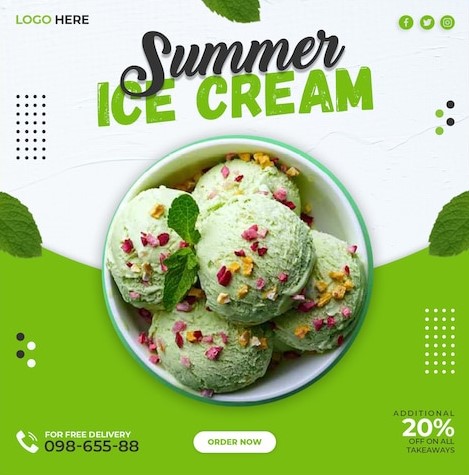 LOGO HERE
Summer
ICE CREAM
FOR FREE DELIVERY
098-655-88
ORDER NOW
ADDITIONAL
20%
OFF ON ALL
TAKEAWAYS